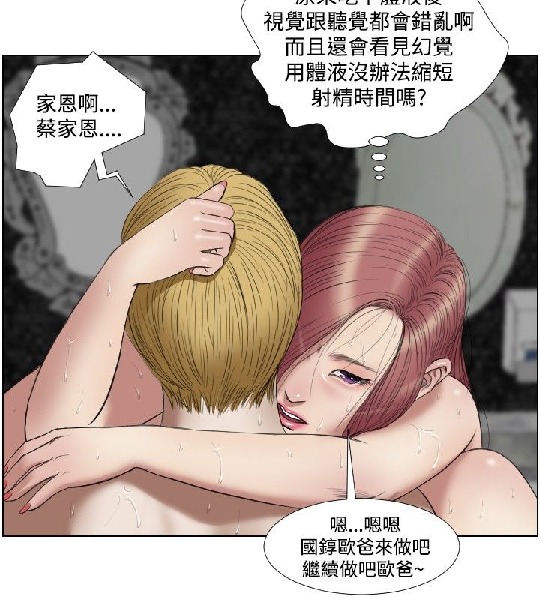 視覺跟聽覺都會錯亂啊
而且還會看見幻覺
用體液沒辦法縮短
射精時間嗎?
家恩啊...
蔡家恩....
嗯...嗯嗯
國錞歐爸來做吧
繼續做吧歐爸~